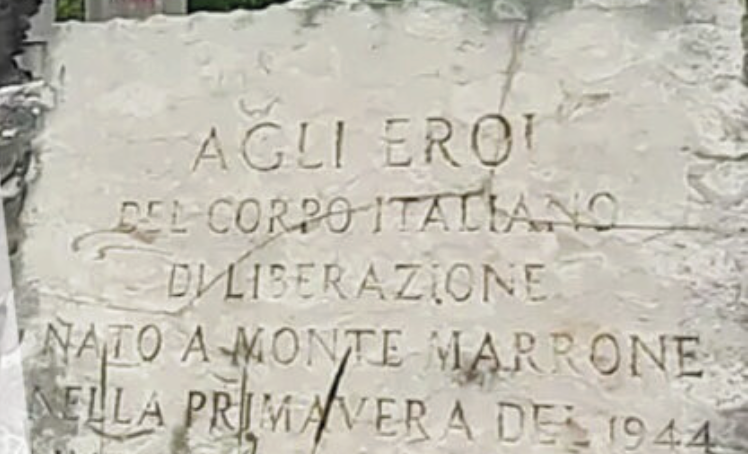 AGLI EROI
DEL CORPO ITALIANO
DI LIBERAZIONE
NATO A MONTE MARRONE
NELLA PRIMAVERA DEL 1944